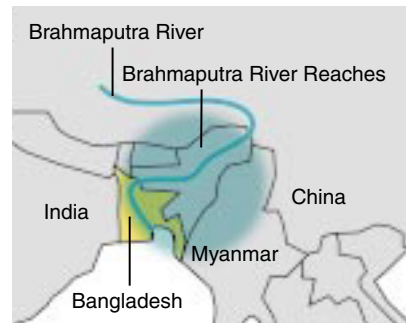 Brahmaputra River
Brahmaputra River Reaches
India
China
Myanmar
Bangladesh